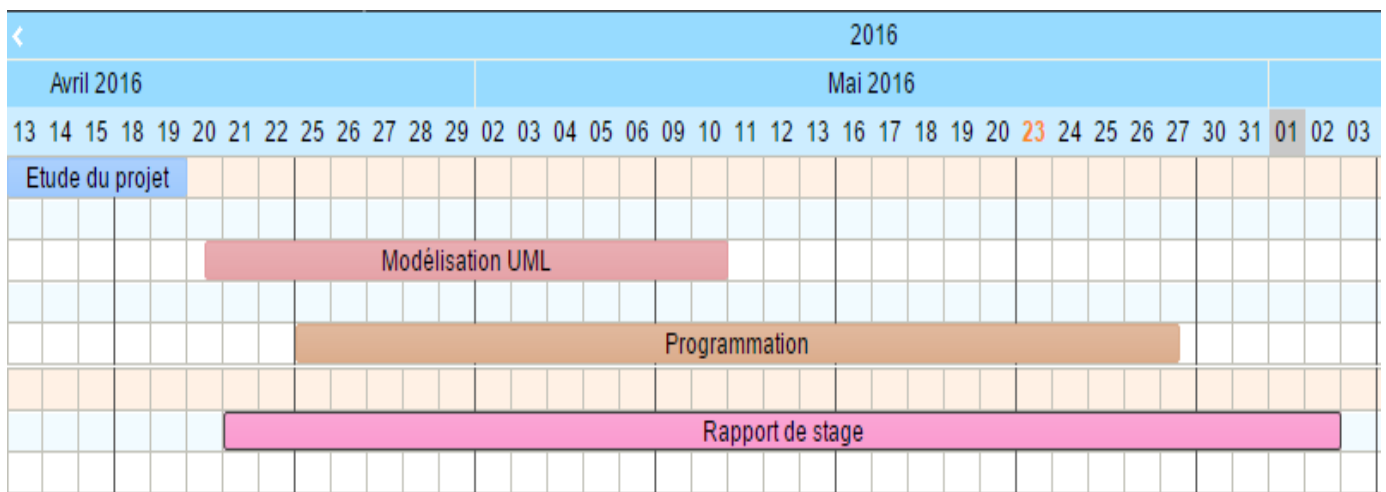 2016
Avril 2016 Mai 2016
13 14 15 18 19 20 21 22 25 26 27 28 29 02 03 04 05 06 09 10 11 12 13 16 17 18 19 20 23 24 25 26 27 30 31 01 02 03
Etude du projet
Modélisation UML
Programmation
Rapport de stage